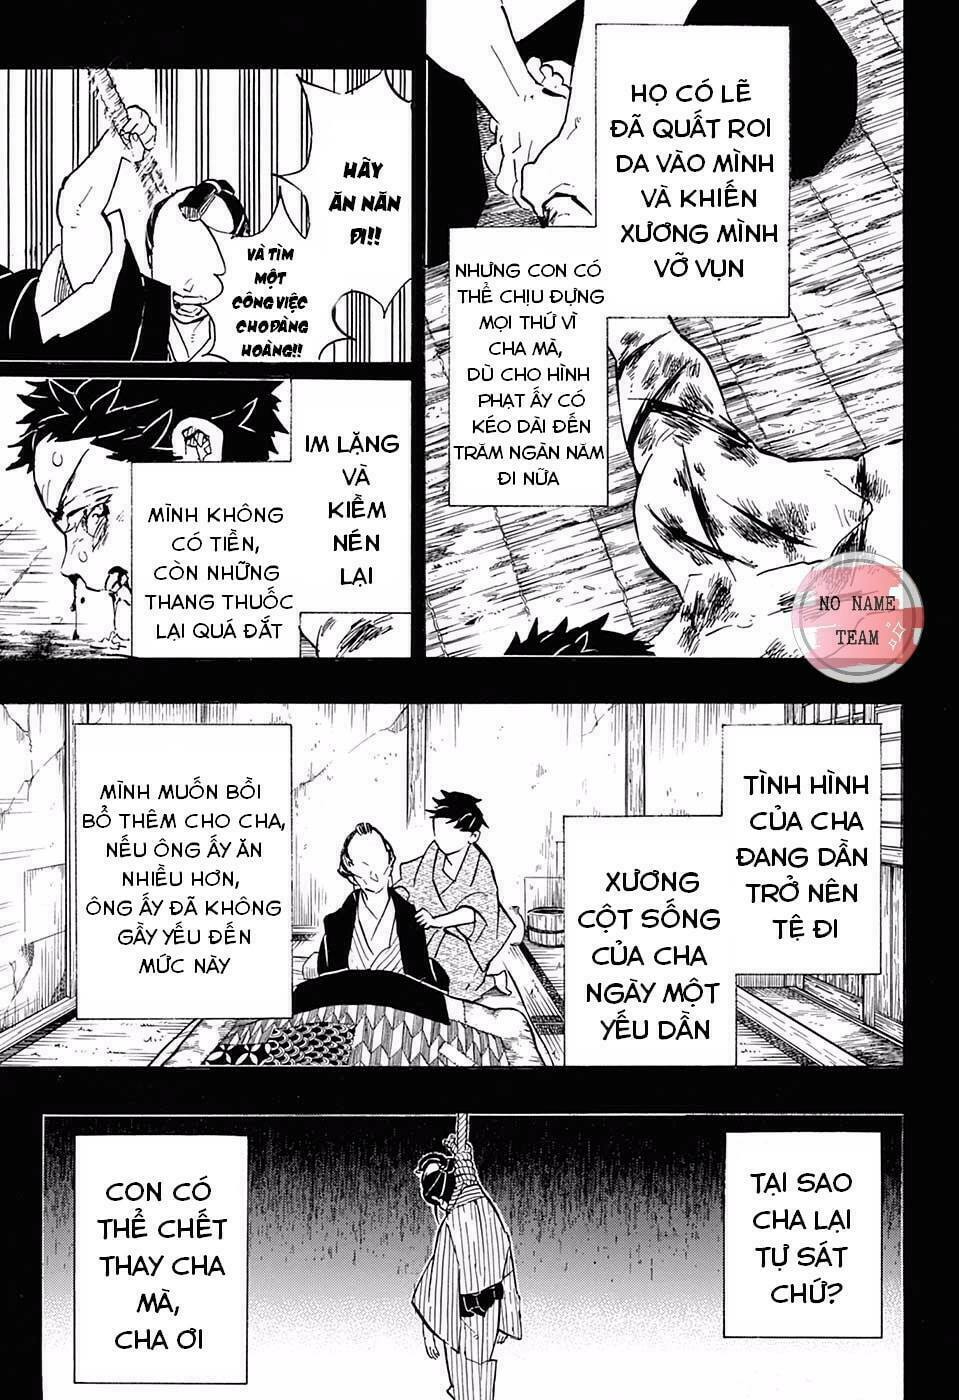 HỌ CÓ LẼ
ĐÃ QUẤT ROI
DA VÀO MÌNH
VÀ KHIẾN
XƯƠNG MÌNH
VỠ VỤN
NHƯNG CON CÓ
THỂ CHỊU ĐỰNG
MỌI THỨ VÌ
CHA MÀ,
DÙ CHO HÌNH
PHẠT ẤY CÓ
KÉO DÀI ĐẾN
TRĂM NGÀN NĂM
ĐI NỮA
HÃY
ĂN NĂN
ĐI!!
VÀ TÌM
MỘT
CÔNG VIỆC
CHO ĐÀNG
HOÀNG!!
IM LẶNG
VÀ
KIỀM
NÉN
LẠI
MÌNH KHÔNG
CÓ TIỀN,
CÒN NHỮNG
THANG THUỐC
LẠI QUÁ ĐẮT
NO NAME
TEAM
TÌNH HÌNH
CỦA CHA
ĐANG DẦN
TRỞ NÊN
TỆ ĐI
XƯƠNG
CỘT SỐNG
CỦA CHA
NGÀY MỘT
YẾU DẦN
MÌNH MUỐN BỒI
BỔ THÊM CHO CHA,
NẾU ÔNG ẤY ĂN
NHIỀU HƠN,
ÔNG ẤY ĐÃ KHÔNG
GẦY YẾU ĐẾN
MỨC NÀY
TẠI SAO
CHA LẠI
TỰ SÁT
CHỨ?
CON CÓ
THỂ CHẾT
THAY CHA
MÀ,
CHA ƠI